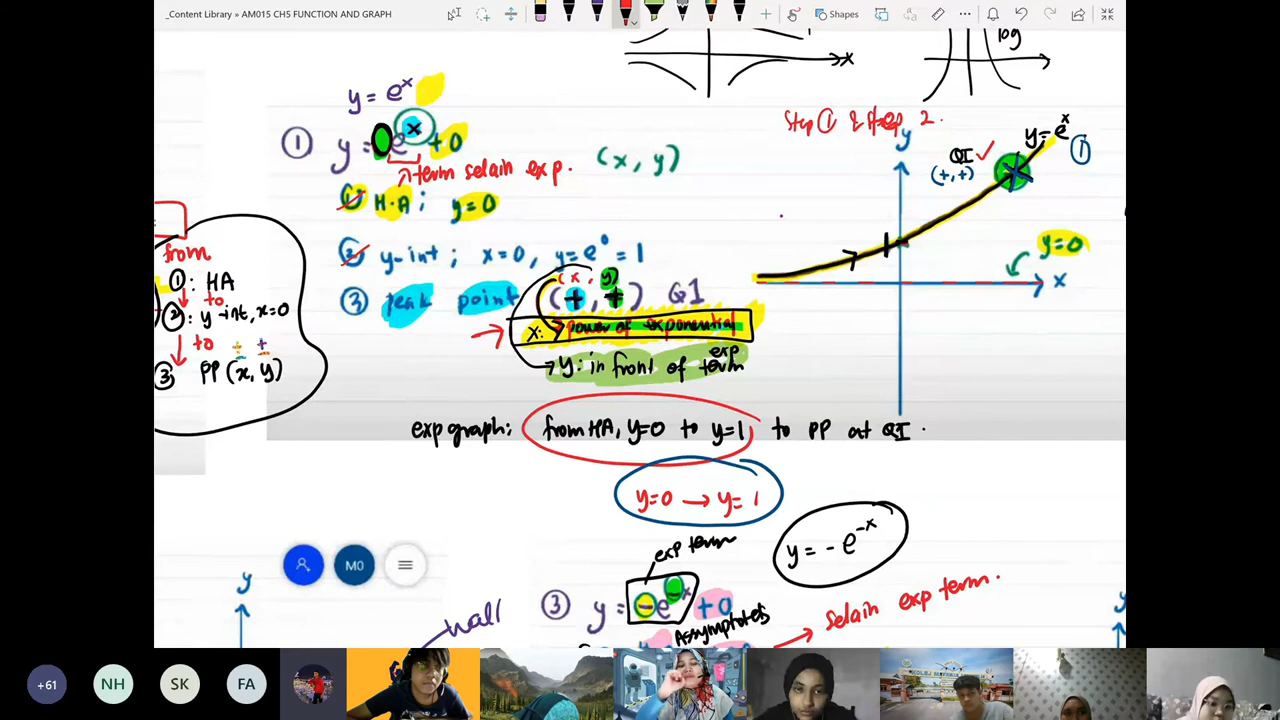 _Content Library » AM015 CH5 FUNCTION AND GRAPH
Shapes
x
log
y = e^x
① y = e^x + 0
term selain exp.
(x, y)
① H.A; y=0
② y-int; x=0, y=e^0=1
③ peak point (+, +) Q1
(x, y)
x: power of exponential
y: in front of exp term
Step ① & step 2.
y
y=e^x ①
QI ✓
(+,+)
y=0
x
from
①: HA
to
②: y-int, x=0
to
③ PP(x, y)
exp graph: from HA, y=0 to y=1 to PP at QI.
y=0 → y=1
y = -e^-x
exp term
③ y = -e^-x +0
Assymptotes
→ selain exp term.
wall
y
y
M0
+61
NH
SK
FA